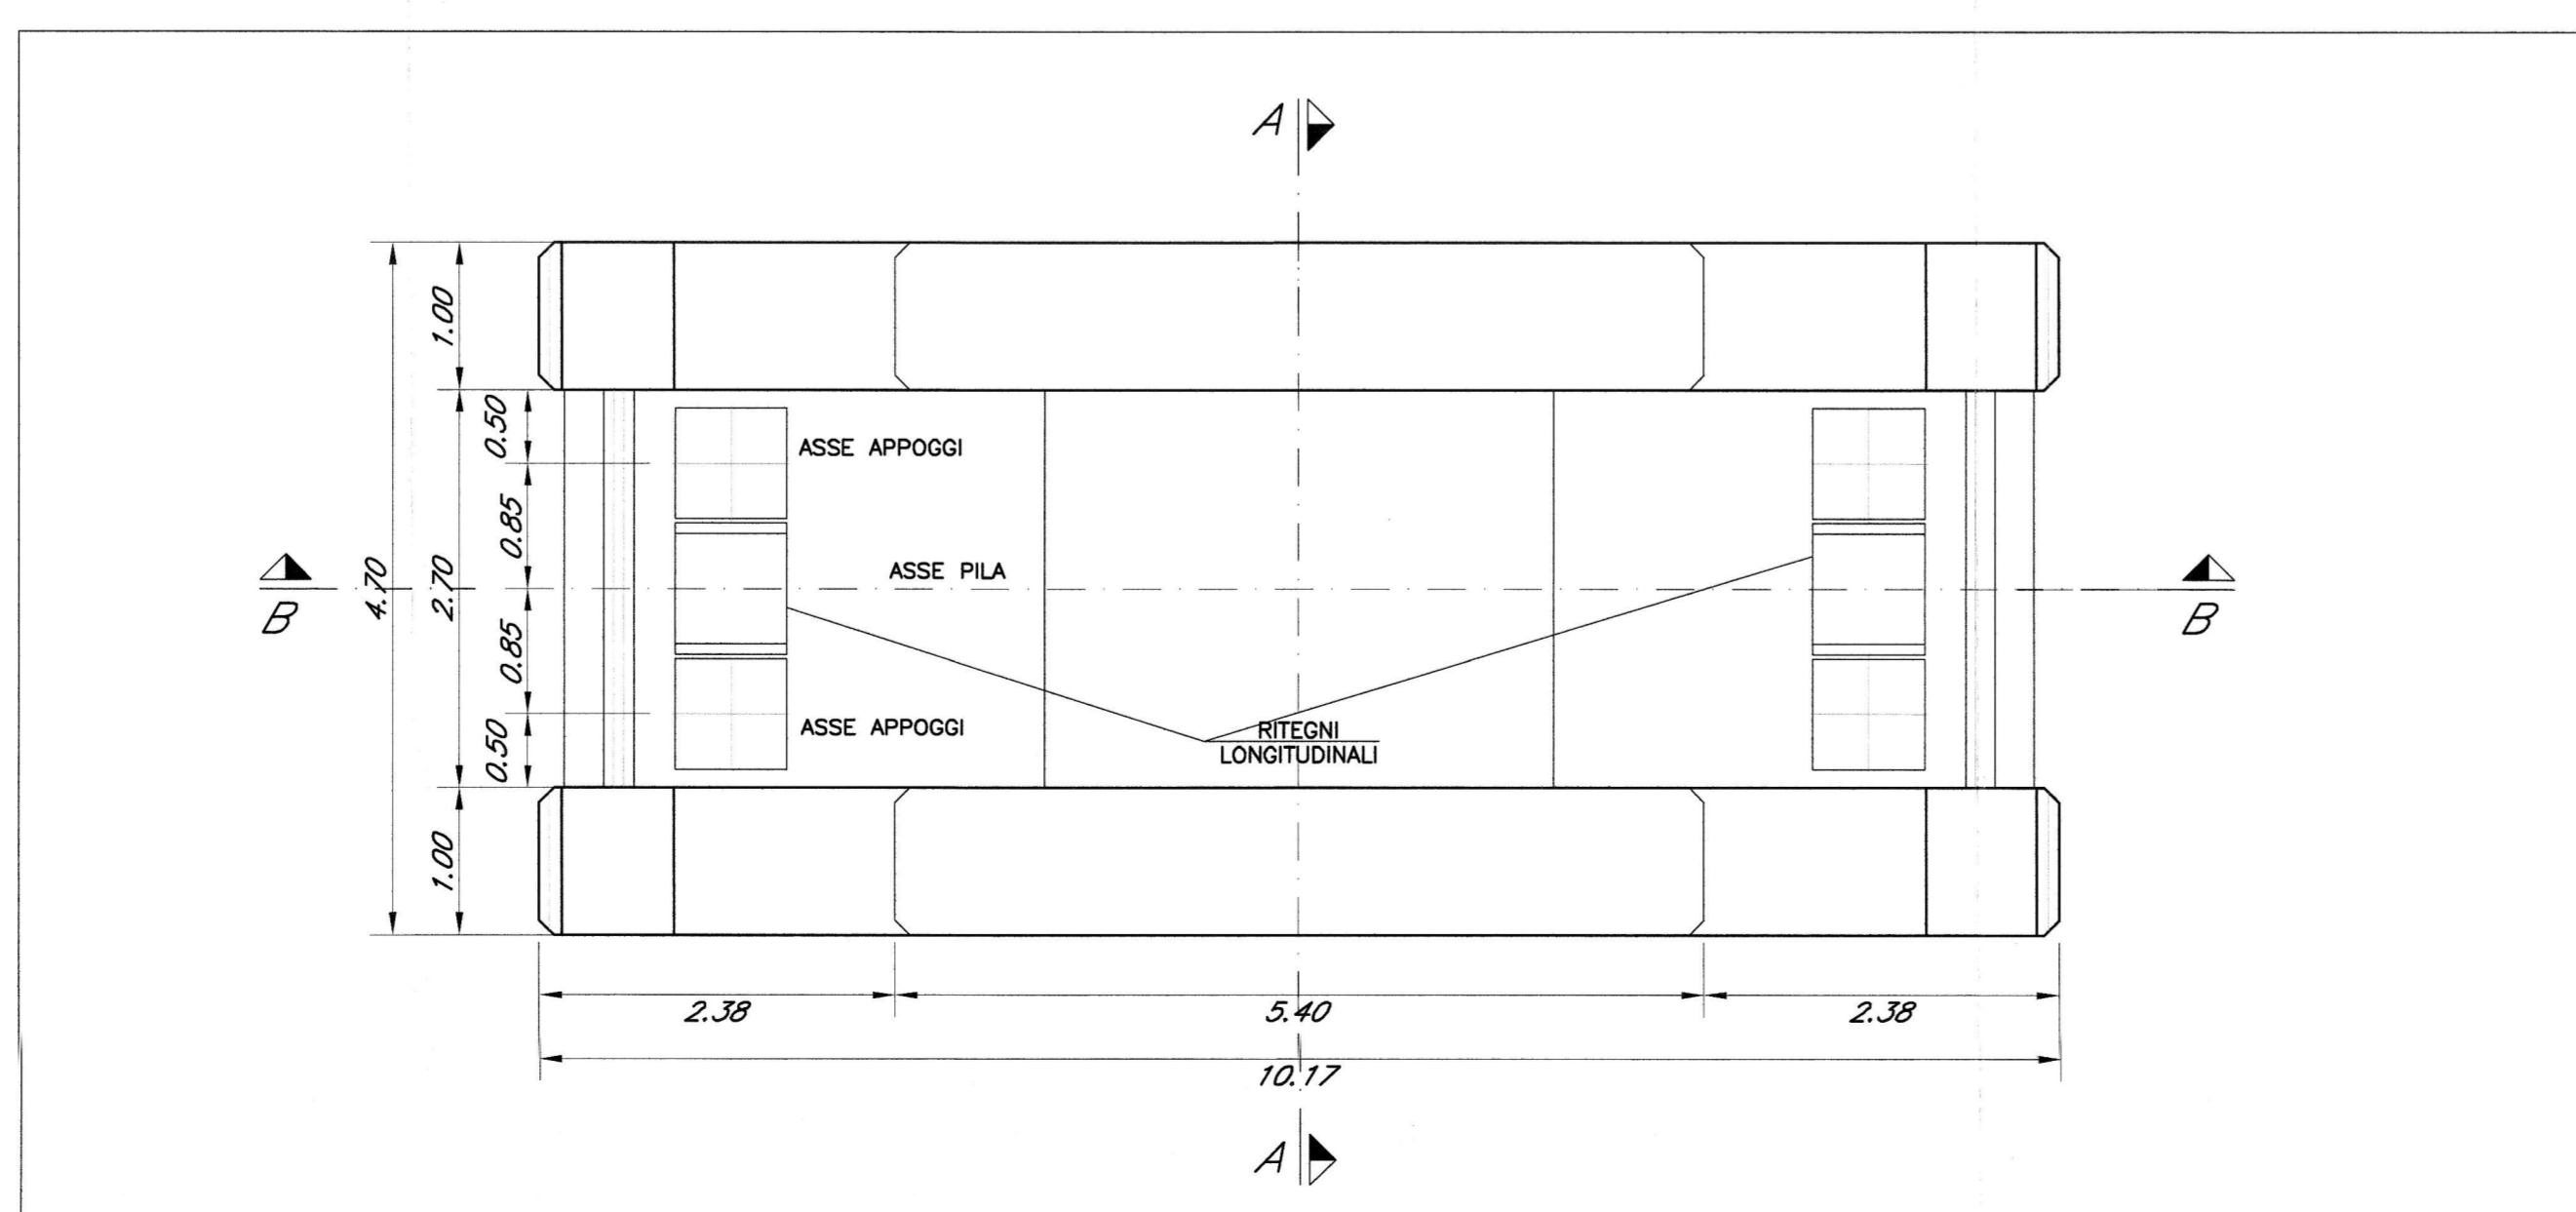 A
1.00
0.50
ASSE APPOGGI
0.85
ASSE PILA
4.70
2.70
B
B
0.85
ASSE APPOGGI
0.50
RITEGNI
LONGITUDINALI
1.00
2.38
5.40
2.38
10.17
A